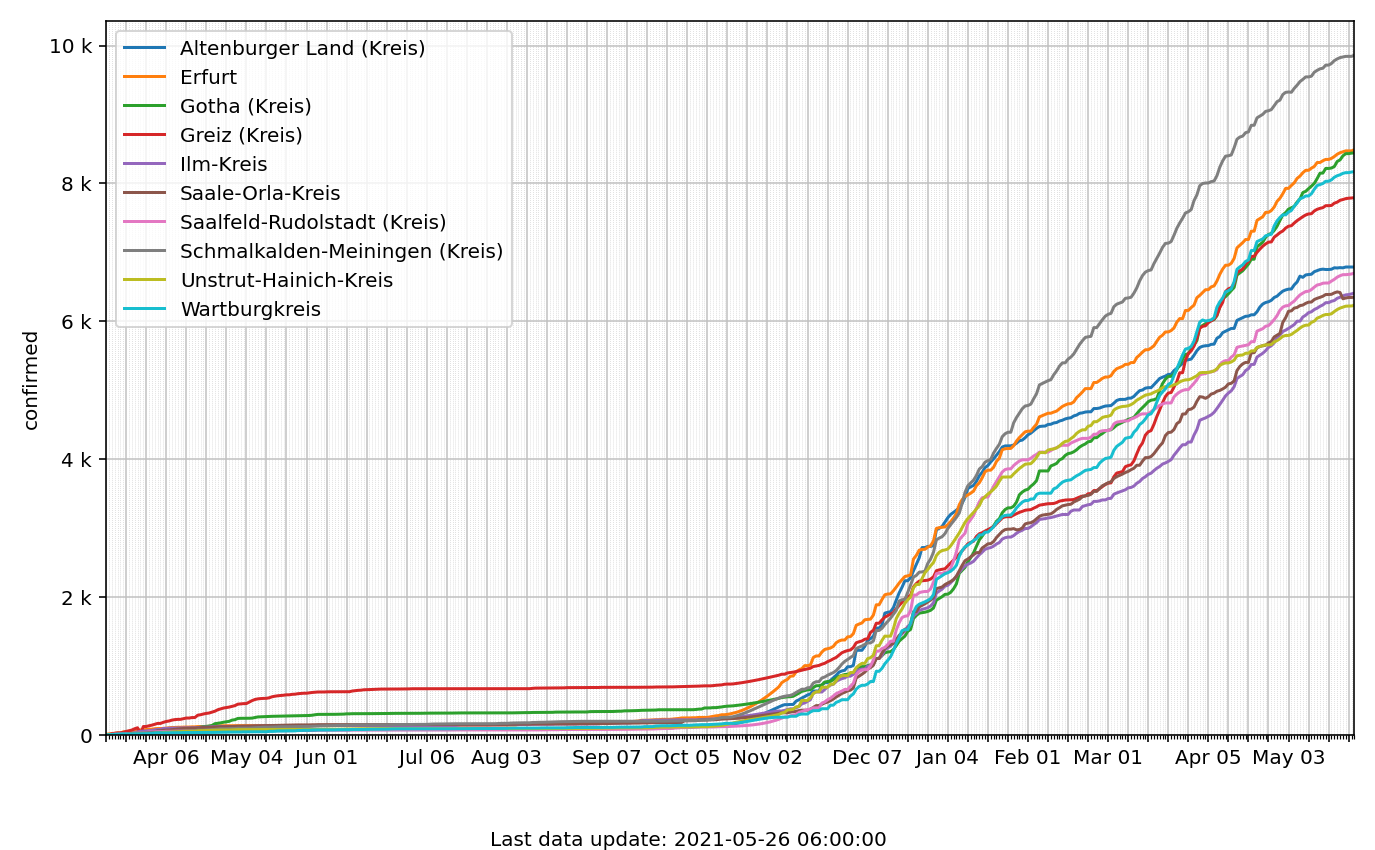 10 k
8 k
6 k
4 k
2 k
0
confirmed
Altenburger Land (Kreis)
Erfurt
Gotha (Kreis)
Greiz (Kreis)
Ilm-Kreis
Saale-Orla-Kreis
Saalfeld-Rudolstadt (Kreis)
Schmalkalden-Meiningen (Kreis)
Unstrut-Hainich-Kreis
Wartburgkreis
Apr 06 May 04 Jun 01 Jul 06 Aug 03 Sep 07 Oct 05 Nov 02 Dec 07 Jan 04 Feb 01 Mar 01 Apr 05 May 03
Last data update: 2021-05-26 06:00:00